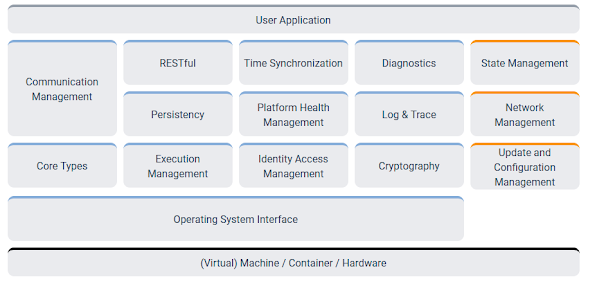 User Application
RESTful
Time Synchronization
Diagnostics
State Management
Communication
Management
Persistency
Platform Health
Management
Log & Trace
Network
Management
Core Types
Execution
Management
Identity Access
Management
Cryptography
Update and
Configuration
Management
Operating System Interface
(Virtual) Machine / Container / Hardware